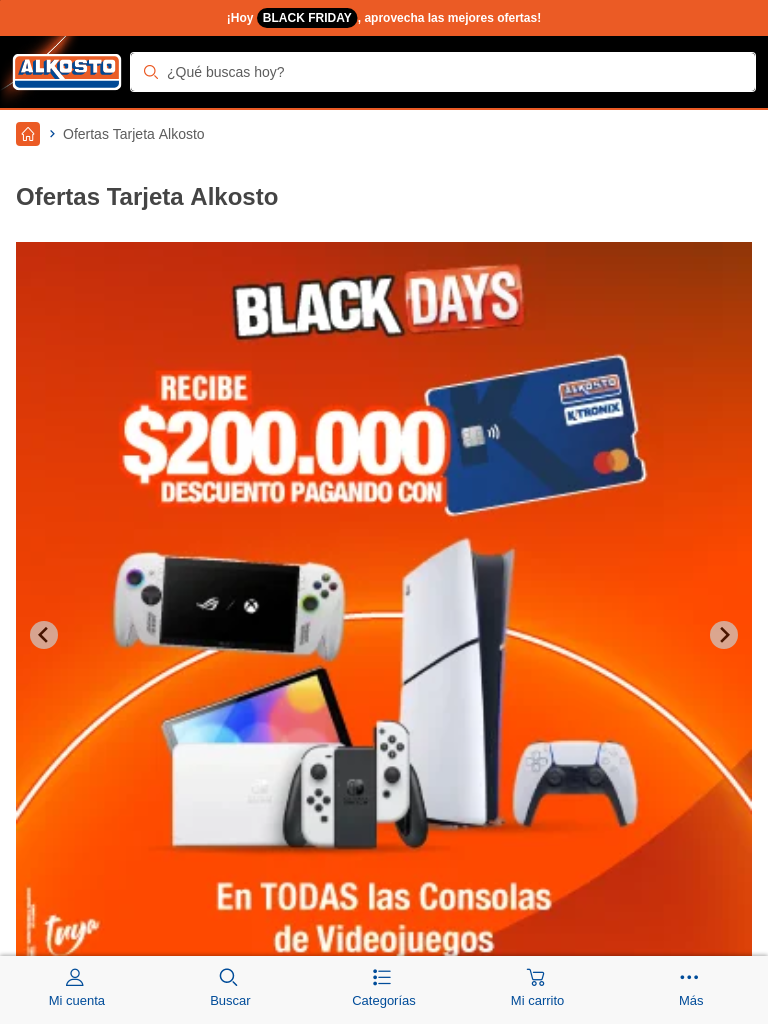 ¡Hoy BLACK FRIDAY, aprovecha las mejores ofertas!
ALKOSTO
¿Qué buscas hoy?
Ofertas Tarjeta Alkosto
Ofertas Tarjeta Alkosto
BLACK DAYS
RECIBE
$200.000
DESCUENTO PAGANDO CON
ALKOSTO
K-TRONIX
En TODAS las Consolas
de Videojuegos
tuya
Mi cuenta
Buscar
Categorías
Mi carrito
Más